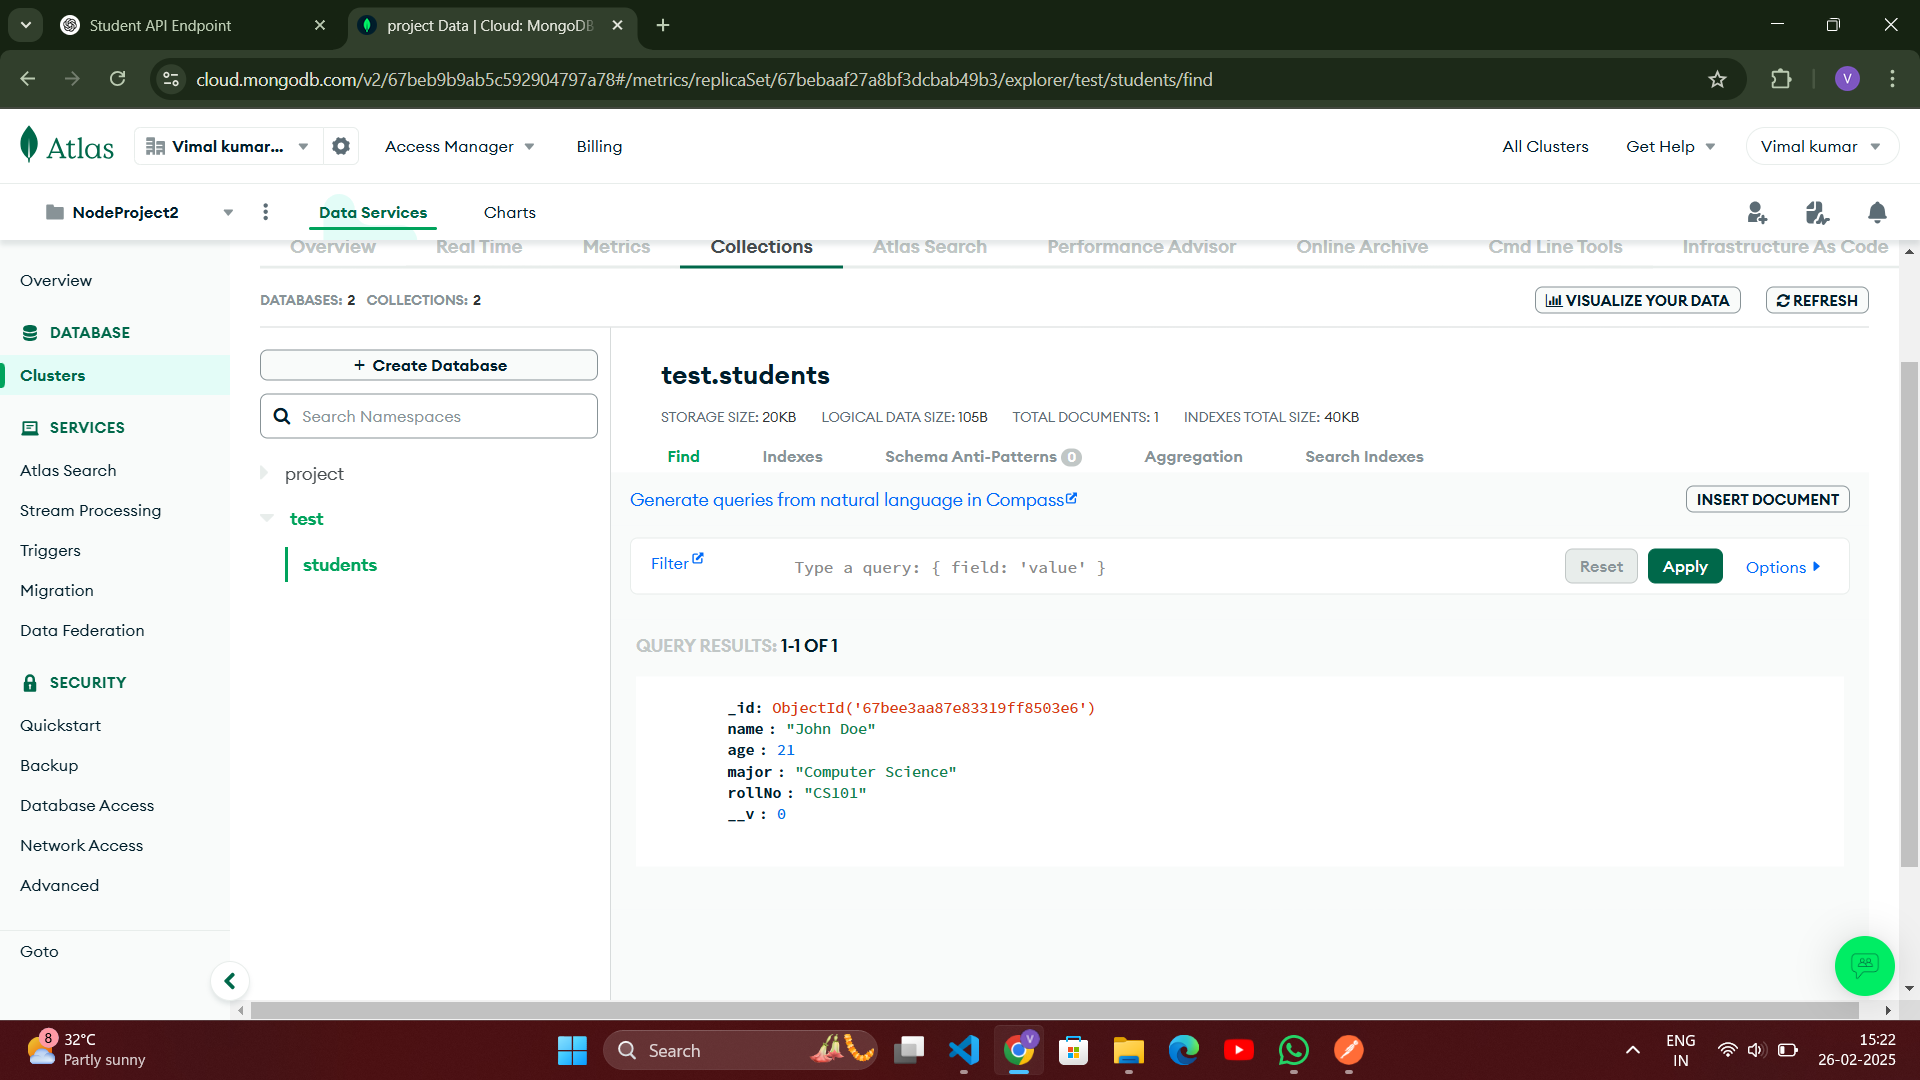 Student API Endpoint
project Data | Cloud: MongoDB
cloud.mongodb.com/v2/67beb9b9ab5c592904797a78#/metrics/replicaSet/67bebaaf27a8bf3dcbab49b3/explorer/test/students/find
V
Atlas
Vimal kumar...
Access Manager
Billing
All Clusters
Get Help
Vimal kumar
NodeProject2
Data Services
Charts
Overview
Real Time
Metrics
Collections
Atlas Search
Performance Advisor
Online Archive
Cmd Line Tools
Infrastructure As Code
Overview
DATABASE
Clusters
SERVICES
Atlas Search
Stream Processing
Triggers
Migration
Data Federation
SECURITY
Quickstart
Backup
Database Access
Network Access
Advanced
Goto
DATABASES: 2 COLLECTIONS: 2
VISUALIZE YOUR DATA
REFRESH
+ Create Database
Search Namespaces
project
test
students
test.students
STORAGE SIZE: 20KB LOGICAL DATA SIZE: 105B TOTAL DOCUMENTS: 1 INDEXES TOTAL SIZE: 40KB
Find
Indexes
Schema Anti-Patterns 0
Aggregation
Search Indexes
Generate queries from natural language in Compass
INSERT DOCUMENT
Filter
Type a query: { field: 'value' }
Reset
Apply
Options
QUERY RESULTS: 1-1 OF 1
_id: ObjectId('67bee3aa87e83319ff8503e6')
name : "John Doe"
age : 21
major : "Computer Science"
rollNo : "CS101"
__v : 0
8
32°C
Partly sunny
Search
V
ENG
IN
15:22
26-02-2025